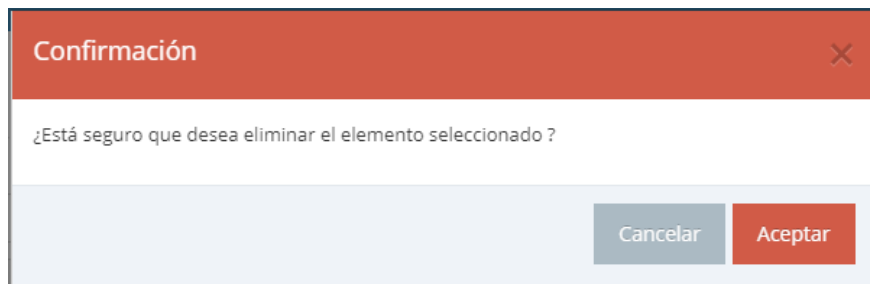 Confirmación
¿Está seguro que desea eliminar el elemento seleccionado ?
Cancelar Aceptar